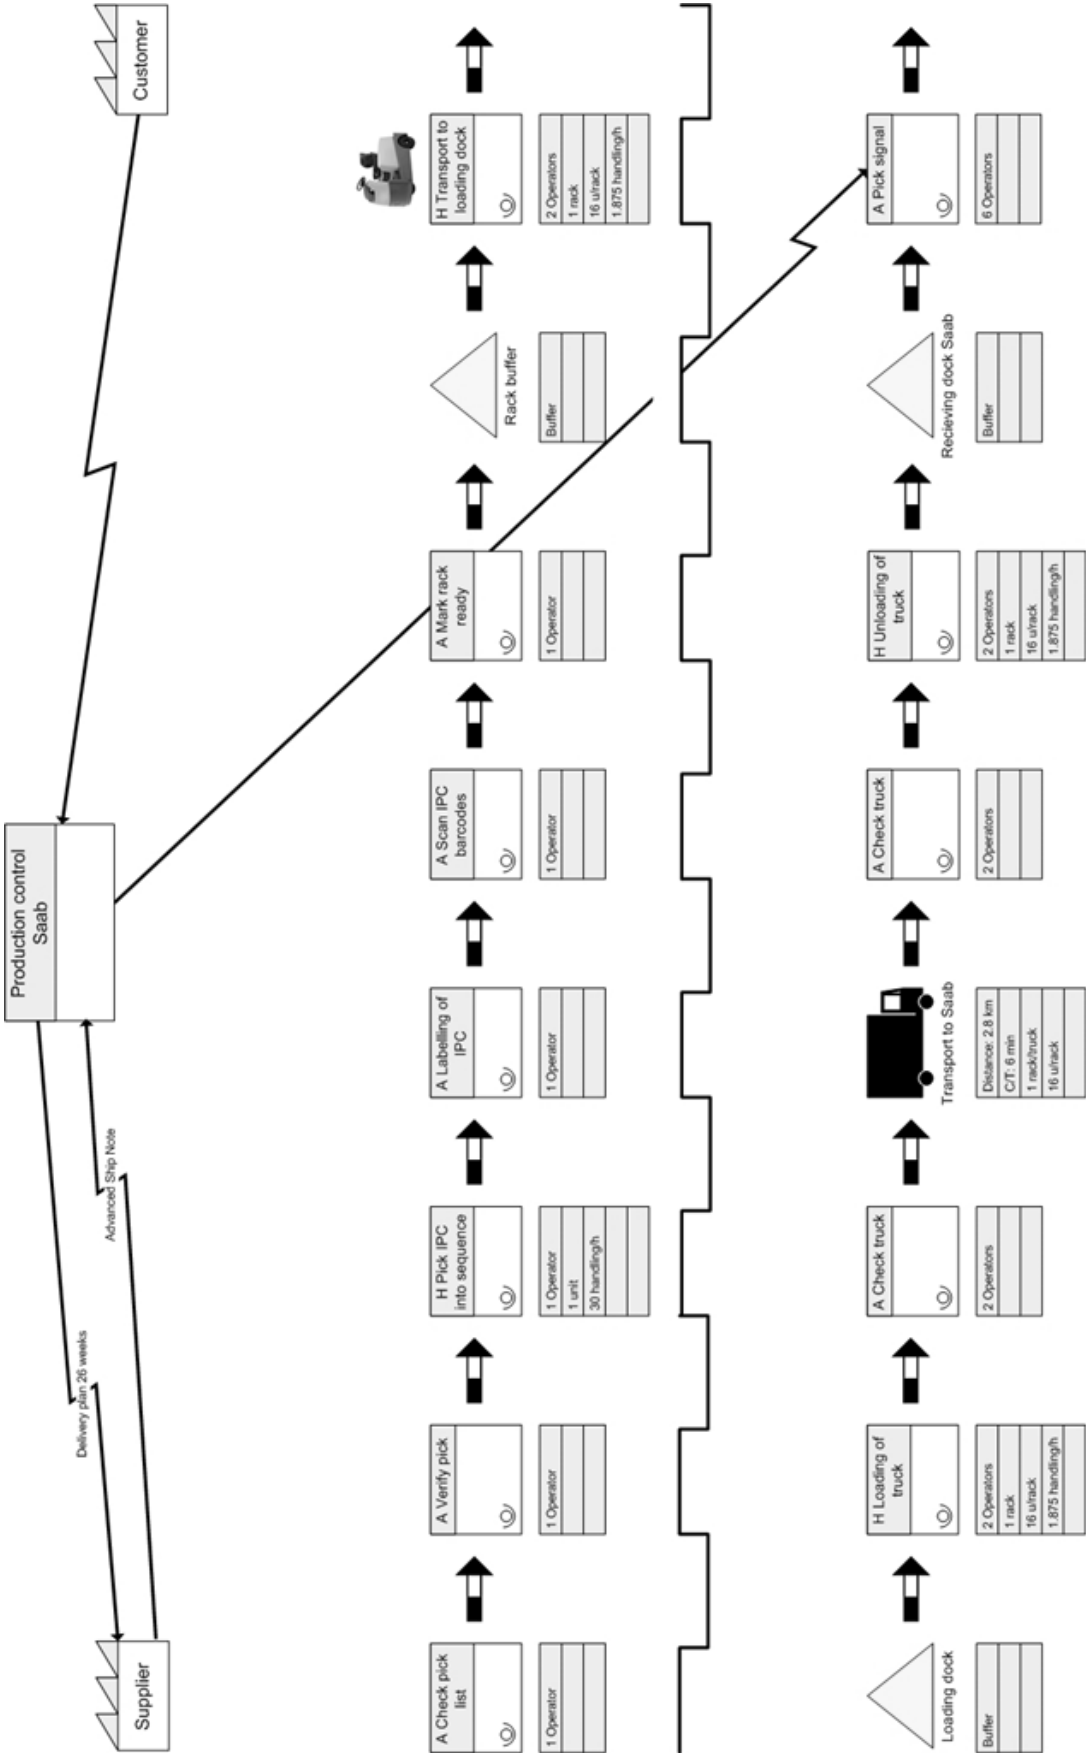 Production control
Saab
Supplier
Customer
Delivery plan 26 weeks
Advanced Ship Note
A Check pick
list
1 Operator
A Verify pick
1 Operator
H Pick IPC
into sequence
1 Operator
1 unit
30 handling/h
A Labelling of
IPC
1 Operator
A Scan IPC
barcodes
1 Operator
A Mark rack
ready
1 Operator
Rack buffer
Buffer
H Transport to
loading dock
2 Operators
1 rack
16 u/rack
1.875 handling/h
Loading dock
Buffer
H Loading of
truck
2 Operators
1 rack
16 u/rack
1.875 handling/h
A Check truck
2 Operators
Transport to Saab
Distance: 2.8 km
C/T: 6 min
1 rack/truck
16 u/rack
A Check truck
2 Operators
H Unloading of
truck
2 Operators
1 rack
16 u/rack
1.875 handling/h
Recieving dock Saab
Buffer
A Pick signal
6 Operators